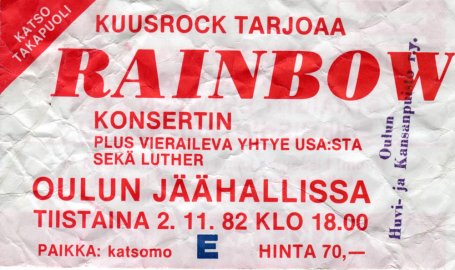 KATSO
TAKAPUOLI
KUUSROCK TARJOAA
RAINBOW
KONSERTIN
PLUS VIERAILEVA YHTYE USA:STA
SEKÄ LUTHER
OULUN JÄÄHALLISSA
TIISTAINA 2. 11. 82 KLO 18.00
PAIKKA: katsomo E HINTA 70,—
Oulun
Huvi- ja Kansanpuisto ry.